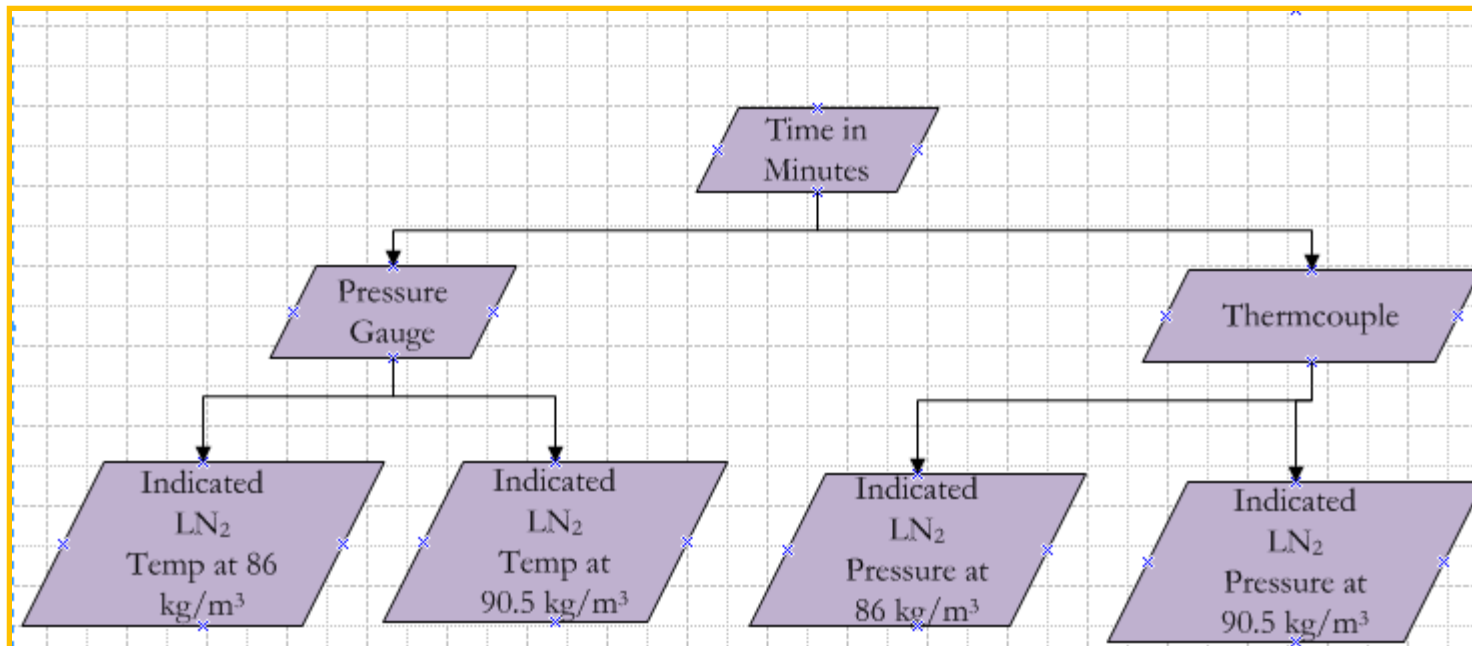 Time in
Minutes
Pressure
Gauge
Thermcouple
Indicated
LN₂
Temp at 86
kg/m³
Indicated
LN₂
Temp at
90.5 kg/m³
Indicated
LN₂
Pressure at
86 kg/m³
Indicated
LN₂
Pressure at
90.5 kg/m³